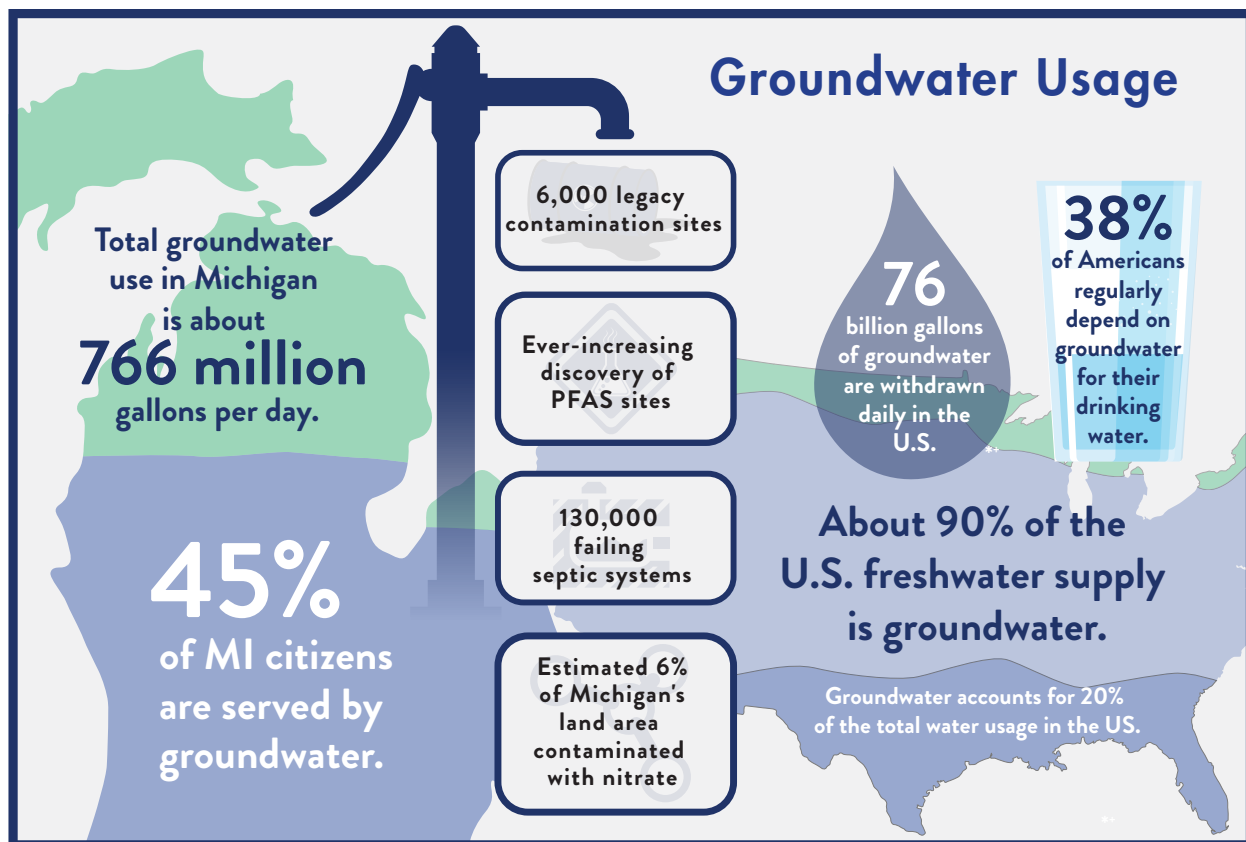 Groundwater Usage
Total groundwater
use in Michigan
is about
766 million
gallons per day.
45%
of MI citizens
are served by
groundwater.
6,000 legacy
contamination sites
Ever-increasing
discovery of
PFAS sites
130,000
failing
septic systems
Estimated 6%
of Michigan's
land area
contaminated
with nitrate
76
billion gallons
of groundwater
are withdrawn
daily in the
U.S.
38%
of Americans
regularly
depend on
groundwater
for their
drinking
water.
About 90% of the
U.S. freshwater supply
is groundwater.
Groundwater accounts for 20%
of the total water usage in the US.